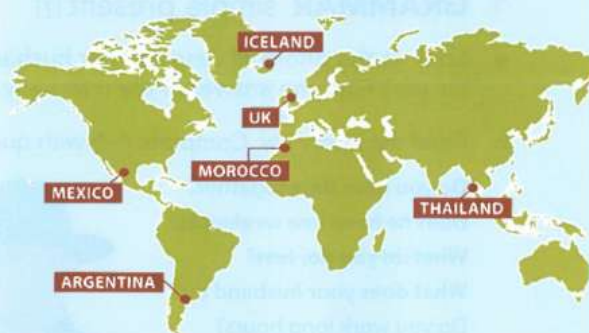 ICELAND
UK
MOROCCO
MEXICO
THAILAND
ARGENTINA